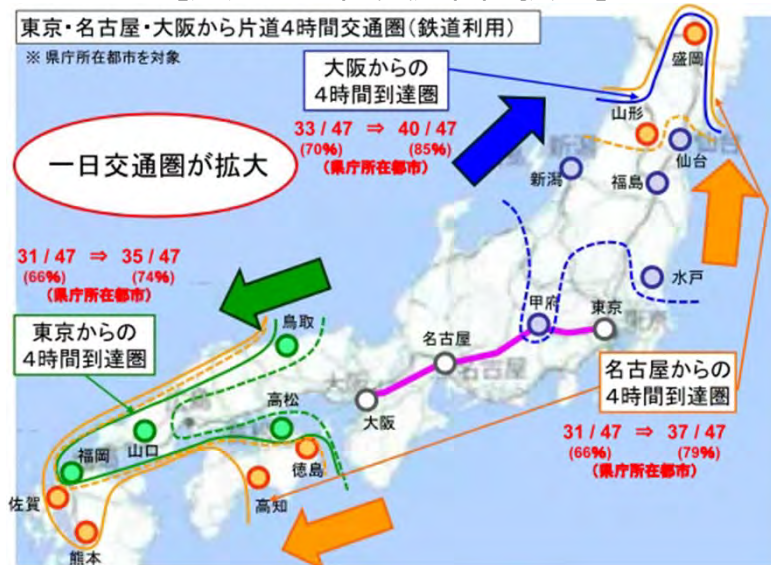 東京・名古屋・大阪から片道４時間交通圏（鉄道利用）
※ 県庁所在都市を対象
大阪からの
４時間到達圏
盛岡
山形
33 / 47 ⇒ 40 / 47
(70%) (85%)
(県庁所在都市)
一日交通圏が拡大
仙台
新潟
福島
31 / 47 ⇒ 35 / 47
(66%) (74%)
(県庁所在都市)
水戸
甲府
東京
東京からの
４時間到達圏
鳥取
名古屋
名古屋
大阪
名古屋からの
４時間到達圏
高松
大阪
31 / 47 ⇒ 37 / 47
(66%) (79%)
(県庁所在都市)
福岡
山口
徳島
佐賀
高知
熊本